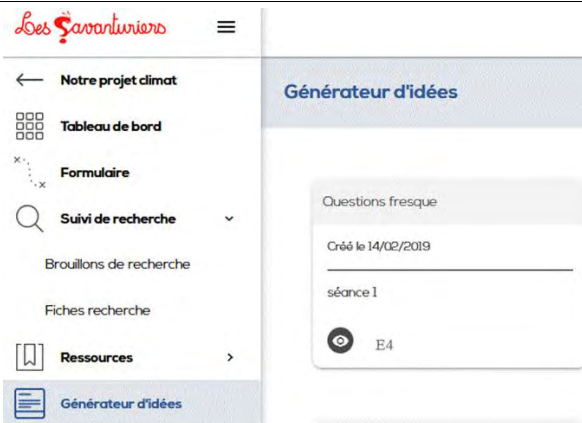 Les Savanturiers
Notre projet climat
Tableau de bord
Formulaire
Suivi de recherche
Brouillons de recherche
Fiches recherche
Ressources
Générateur d'idées
Générateur d'idées
Questions fresque
Créé le 14/02/2019
séance 1
E4